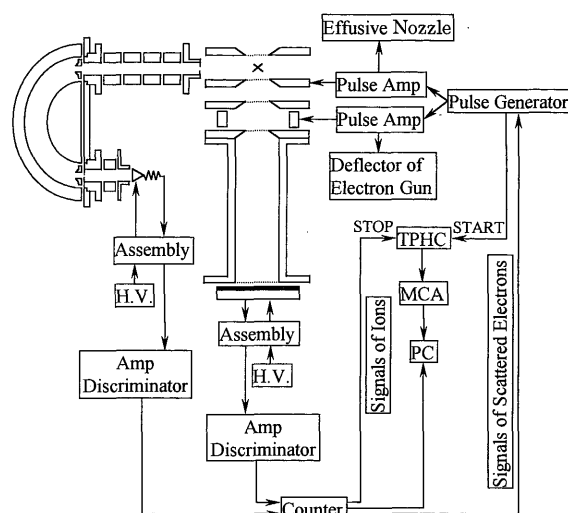 Effusive Nozzle
Pulse Amp
Pulse Generator
Pulse Amp
Deflector of
Electron Gun
STOP
START
TPHC
Assembly
H.V.
MCA
Assembly
H.V.
PC
Signals of Ions
Signals of Scattered Electrons
Amp
Discriminator
Amp
Discriminator
Counter